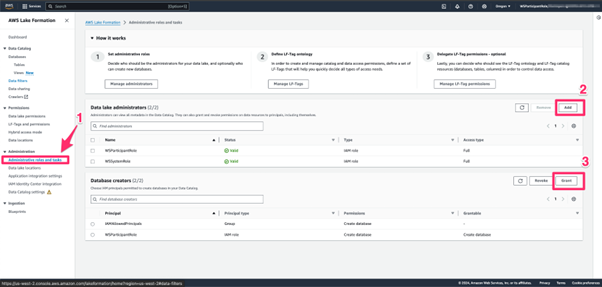 aws
Services
Search
[Option+S]
Oregon
AWS Lake Formation
Dashboard
Data Catalog
Databases
Tables
Views New
Data filters
Data sharing
Crawlers
Permissions
Data lake permissions
LF-Tags and permissions
Hybrid access mode
Data locations
1
Administration
Administrative roles and tasks
Data lake locations
Application integration settings
IAM Identity Center integration
Data Catalog settings
Ingestion
Blueprints
AWS Lake Formation > Administrative roles and tasks
How it works
1
Set administrative roles
Decide who should be the administrators for your data lake, and optionally who can create new databases.
Manage administrators
2
Define LF-Tag ontology
In order to create and manage catalog and data access permissions, define a set of LF-Tags that will help you quickly decide all types of access needs.
Manage LF-Tags
3
Delegate LF-Tag permissions - optional
Lastly, you can decide who should see the LF-Tag ontology and LF-Tag catalog resources (databases, tables, columns) in order to control data access.
Manage LF-Tag permissions
2
Data lake administrators (2/2)
Remove
Add
Administrators can view all metadata in the Data Catalog. They can also grant and revoke permissions on data resources to principals, including themselves.
Find administrators
1
Name
Status
Type
Access type
WSParticipantRole
Valid
IAM role
Full
WSSystemRole
Valid
IAM role
Full
3
Database creators (2/2)
Revoke
Grant
Choose IAM principals permitted to create databases in your Data Catalog.
Find database creators
1
Principal
Principal type
Permissions
Grantable
IAMAllowedPrincipals
Group
Create database
-
WSParticipantRole
IAM role
Create database
Create database
https://us-west-2.console.aws.amazon.com/lakeformation/home?region=us-west-2#data-filters
© 2024, Amazon Web Services, Inc. or its affiliates.
Privacy
Terms
Cookie preferences